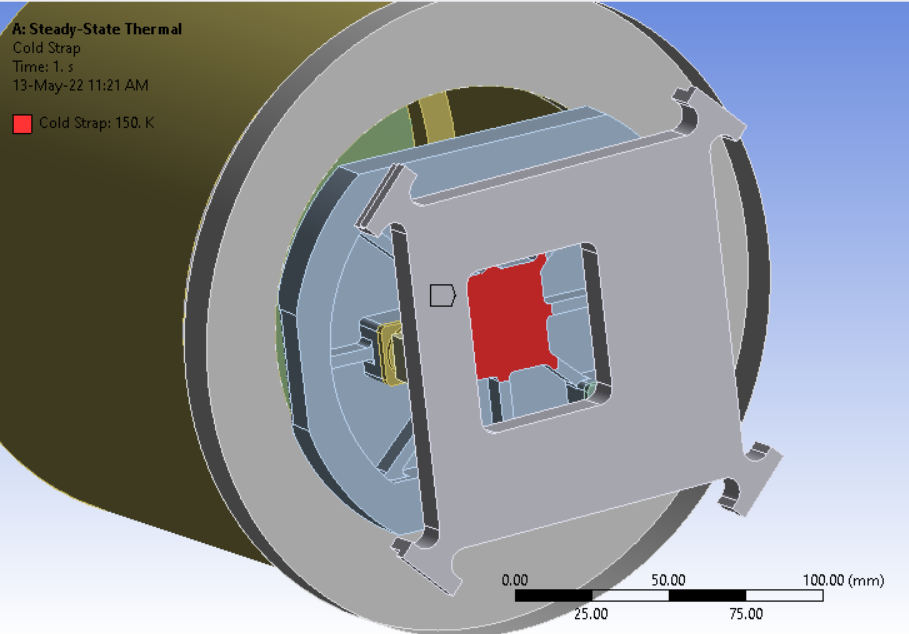 A: Steady-State Thermal
Cold Strap
Time: 1. s
13-May-22 11:21 AM
Cold Strap: 150. K
0.00 50.00 100.00 (mm)
25.00 75.00